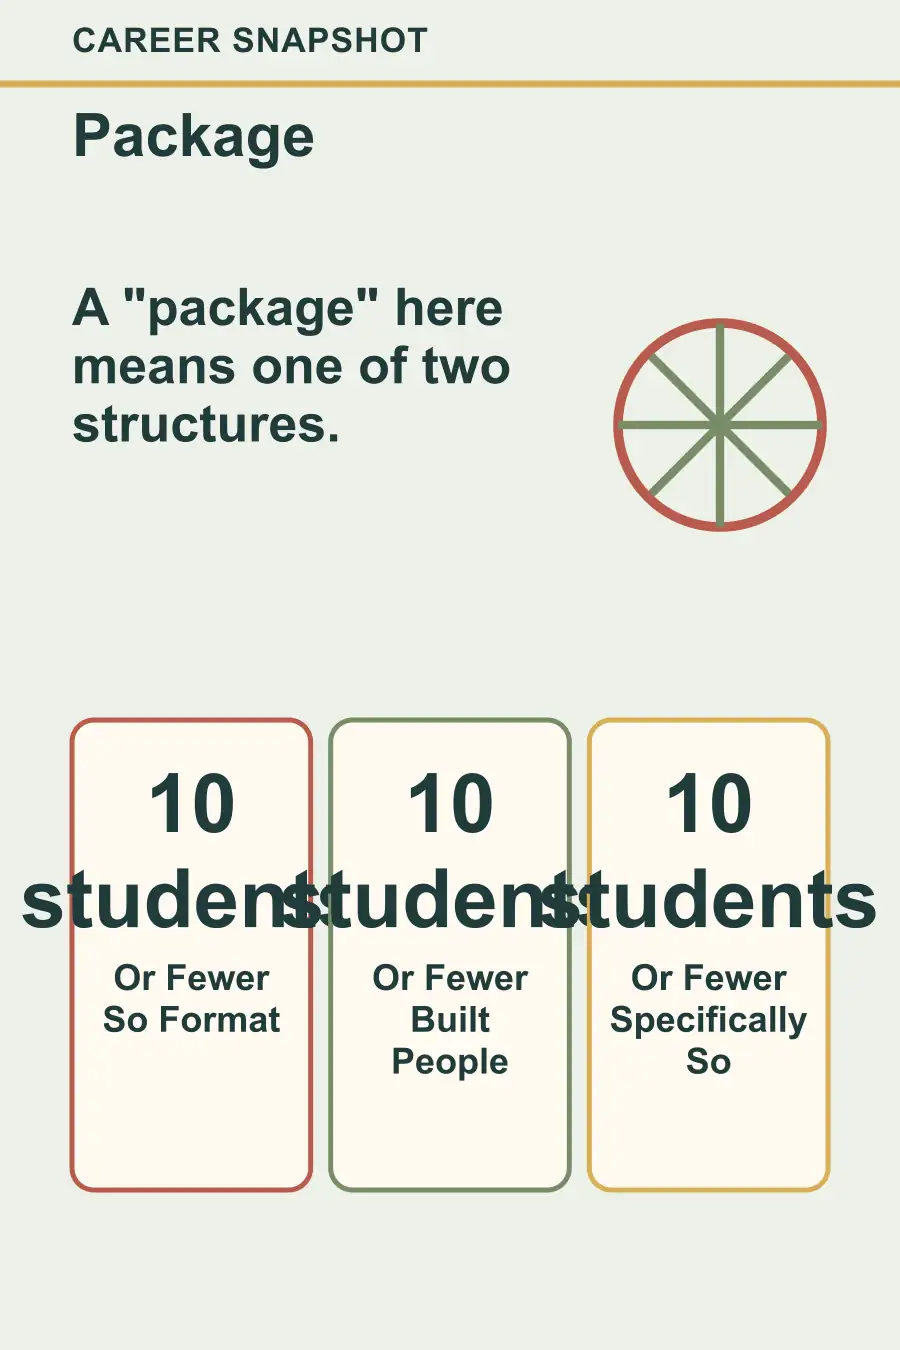 CAREER SNAPSHOT
Package
A "package" here
means one of two
structures.
10
students
Or Fewer
So Format
10
students
Or Fewer
Built
People
10
students
Or Fewer
Specifically
So